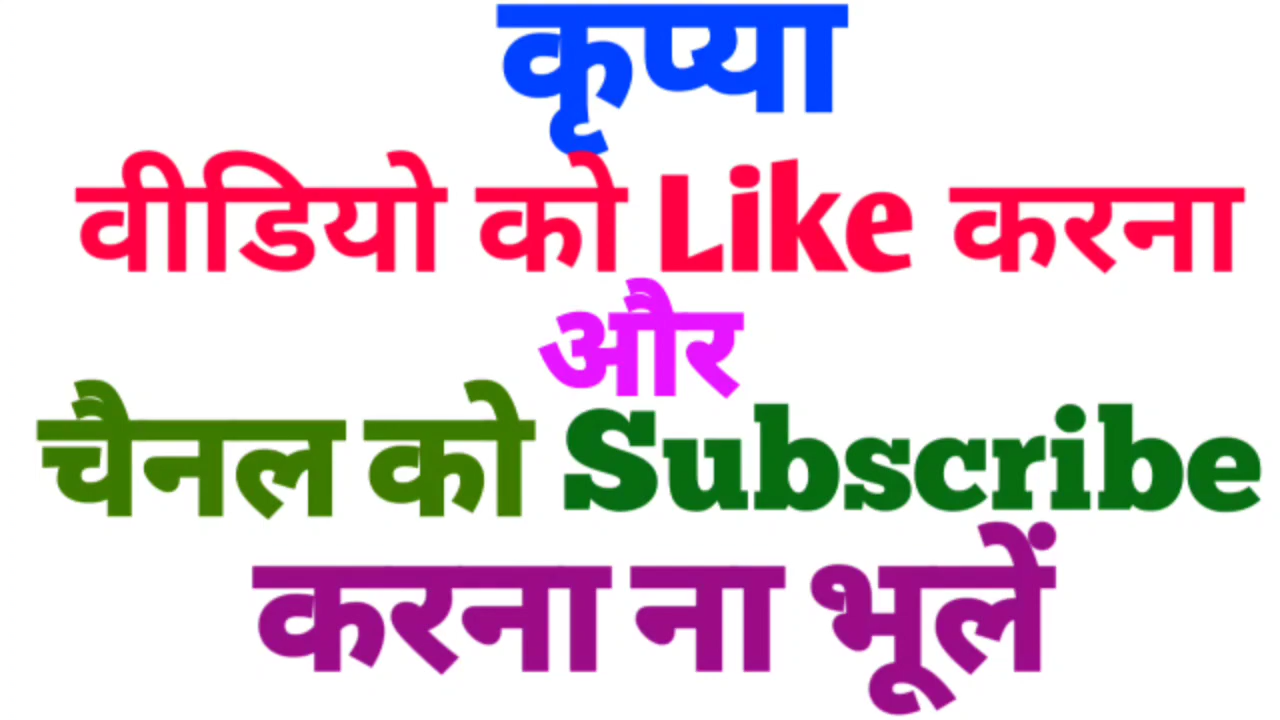 कृप्या
वीडियो को Like करना
और
चैनल को Subscribe
करना ना भूलें